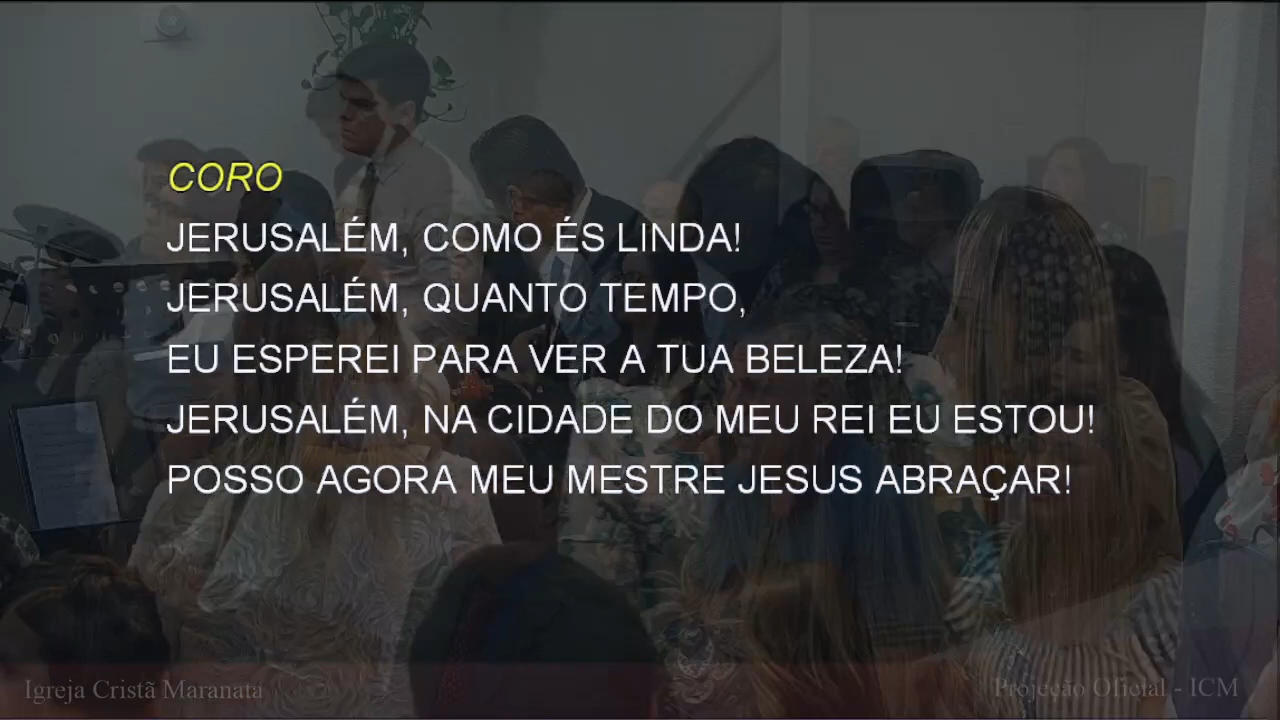 CORO
JERUSALÉM, COMO ÉS LINDA!
JERUSALÉM, QUANTO TEMPO,
EU ESPEREI PARA VER A TUA BELEZA!
JERUSALÉM, NA CIDADE DO MEU REI EU ESTOU!
POSSO AGORA MEU MESTRE JESUS ABRAÇAR!
Igreja Cristã Maranata
Projeção Oficial - ICM